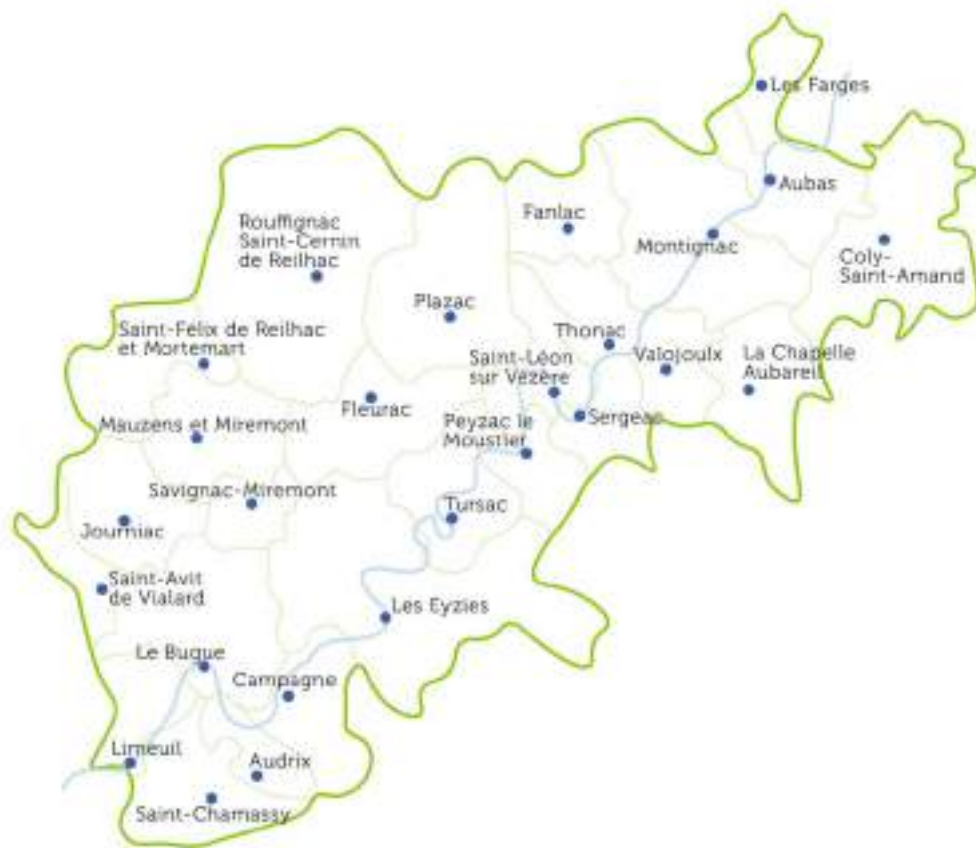 Les Farges
Aubas
Fanlac
Rouffignac
Saint-Cernin
de Reilhac
Montignac
Coly-
Saint-Amand
Plazac
Saint-Félix de Reilhac
et Mortemart
Thonac
Saint-Léon
sur Vézère
Valojoulx
La Chapelle
Aubareil
Fleurac
Sergeac
Mauzens et Miremont
Peyzac le
Moustier
Savignac-Miremont
Tursac
Journiac
Saint-Avit
de Vialard
Les Eyzies
Le Bugue
Campagne
Limeuil
Audrix
Saint-Chamassy